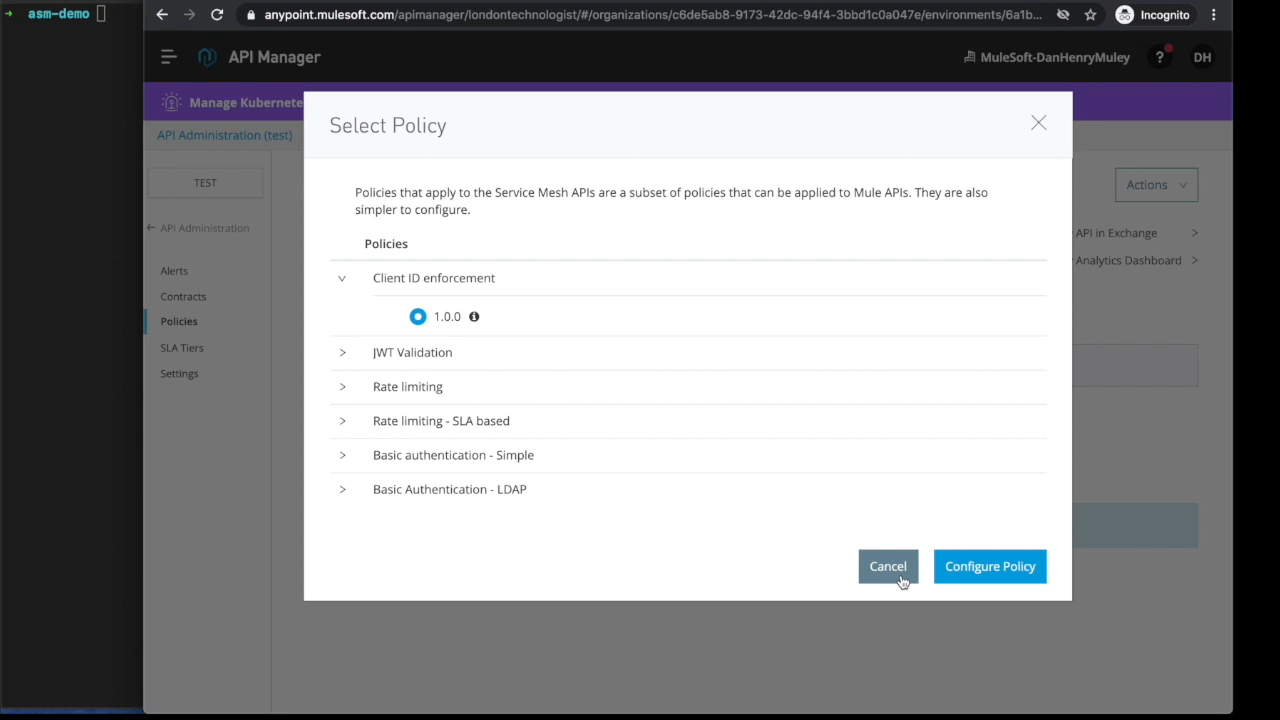 asm-demo
anypoint.mulesoft.com/apimanager/londontechnologist/#/organizations/c6de5ab8-9173-42dc-94f4-3bbd1c0a047e/environments/6a1b...
Incognito
API Manager
MuleSoft-DanHenryMuley
?
DH
Manage Kubernete
API Administration (test)
Select Policy
TEST
Actions
Policies that apply to the Service Mesh APIs are a subset of policies that can be applied to Mule APIs. They are also
simpler to configure.
API Administration
API in Exchange >
Policies
Analytics Dashboard >
Alerts
Client ID enforcement
Contracts
1.0.0
Policies
SLA Tiers
JWT Validation
Settings
Rate limiting
Rate limiting - SLA based
Basic authentication - Simple
Basic Authentication - LDAP
Cancel
Configure Policy